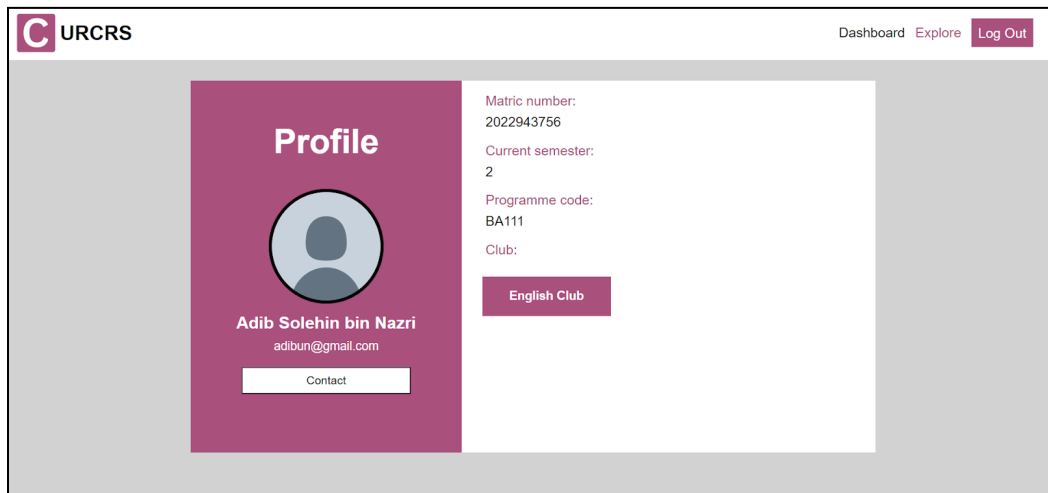 C URCRS
Dashboard Explore Log Out
Profile
Adib Solehin bin Nazri
adibun@gmail.com
Contact
Matric number:
2022943756
Current semester:
2
Programme code:
BA111
Club:
English Club